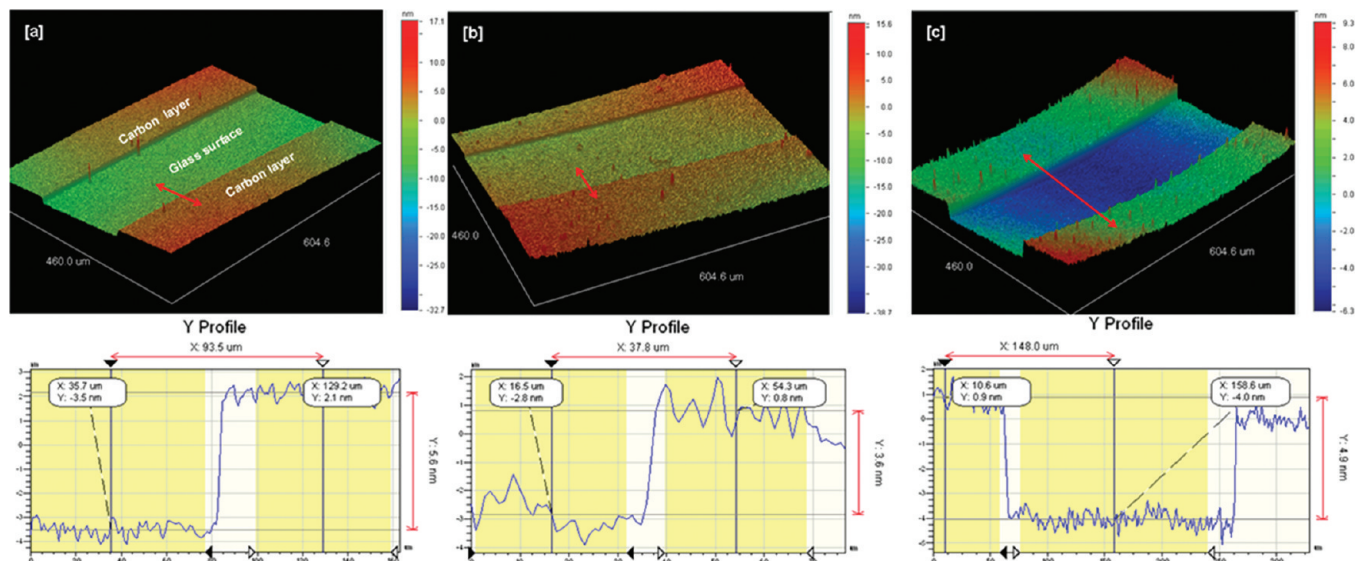 [a]
Carbon layer
Glass surface
Carbon layer
460.0 um
604.6
nm
17.1
10.0
5.0
0.0
-5.0
-10.0
-15.0
-20.0
-25.0
-32.7
[b]
460.0
604.6 um
nm
15.6
10.0
5.0
0.0
-5.0
-10.0
-15.0
-20.0
-25.0
-30.0
-38.7
[c]
460.0
604.6 um
nm
9.3
8.0
6.0
4.0
2.0
0.0
-2.0
-4.0
-6.3
Y Profile
X: 93.5 um
X: 35.7 um
Y: -3.5 nm
X: 129.2 um
Y: 2.1 nm
Y: 5.6 nm
Y Profile
X: 37.8 um
X: 16.5 um
Y: -2.8 nm
X: 54.3 um
Y: 0.8 nm
Y: 3.6 nm
X: 148.0 um
X: 10.6 um
Y: 0.9 nm
X: 158.6 um
Y: -4.0 nm
Y: 4.9 nm